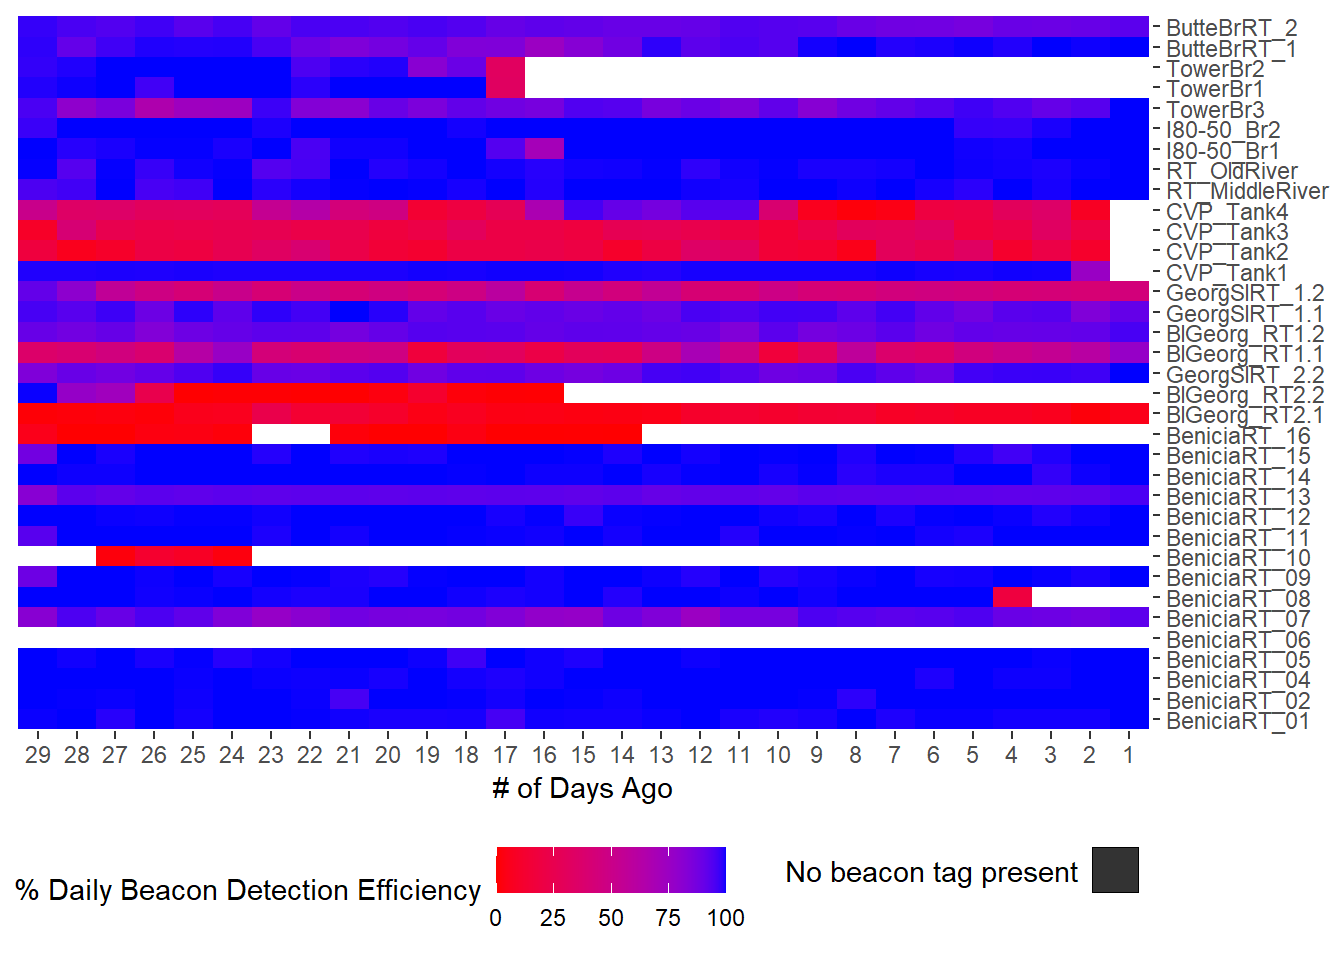 ButteBrRT_2
ButteBrRT_1
TowerBr2
TowerBr1
TowerBr3
I80-50_Br2
I80-50_Br1
RT_OldRiver
RT_MiddleRiver
CVP_Tank4
CVP_Tank3
CVP_Tank2
CVP_Tank1
GeorgSlRT_1.2
GeorgSlRT_1.1
BlGeorg_RT1.2
BlGeorg_RT1.1
GeorgSlRT_2.2
BlGeorg_RT2.2
BlGeorg_RT2.1
BeniciaRT_16
BeniciaRT_15
BeniciaRT_14
BeniciaRT_13
BeniciaRT_12
BeniciaRT_11
BeniciaRT_10
BeniciaRT_09
BeniciaRT_08
BeniciaRT_07
BeniciaRT_06
BeniciaRT_05
BeniciaRT_04
BeniciaRT_02
BeniciaRT_01
29 28 27 26 25 24 23 22 21 20 19 18 17 16 15 14 13 12 11 10 9 8 7 6 5 4 3 2 1
# of Days Ago
% Daily Beacon Detection Efficiency
0 25 50 75 100
No beacon tag present